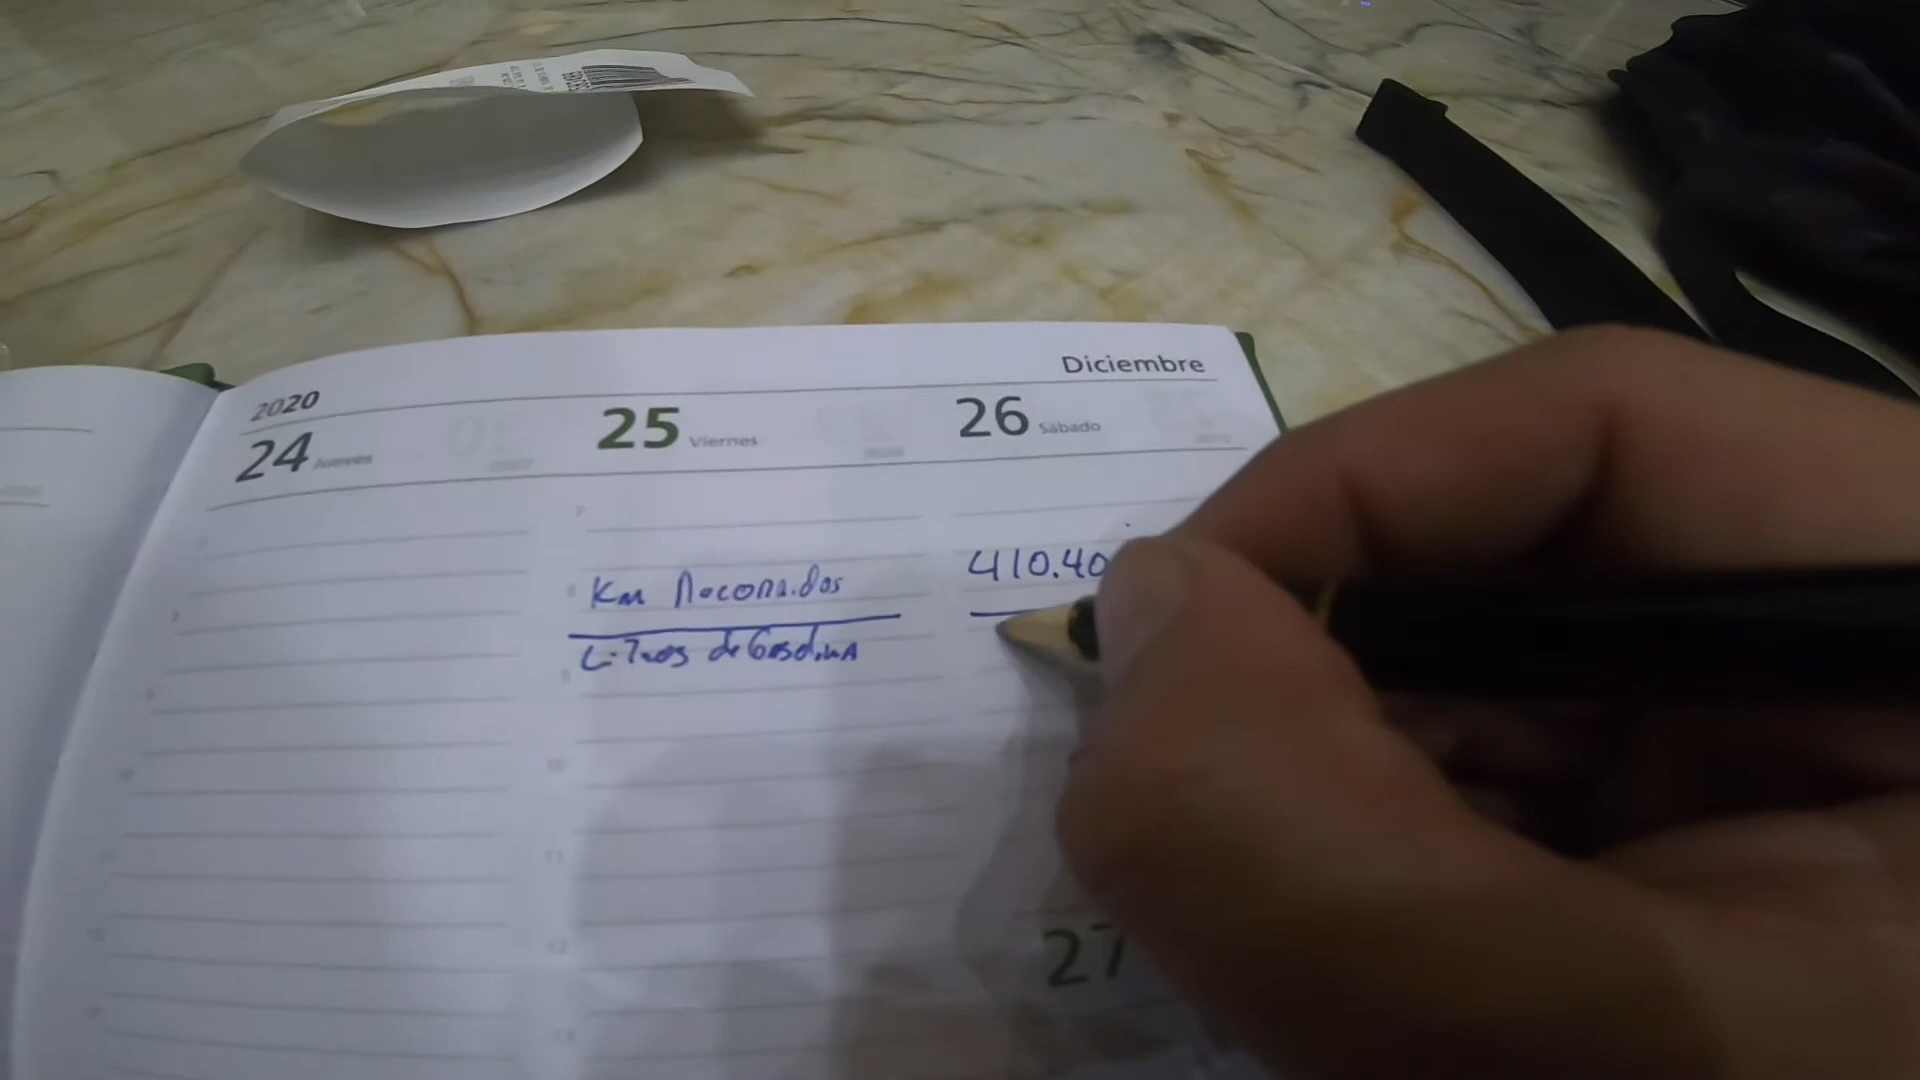 Diciembre
2020
24 Jueves
25 Viernes
26 Sábado
Km Recorridos
410.40
Litros de Gasolina
27